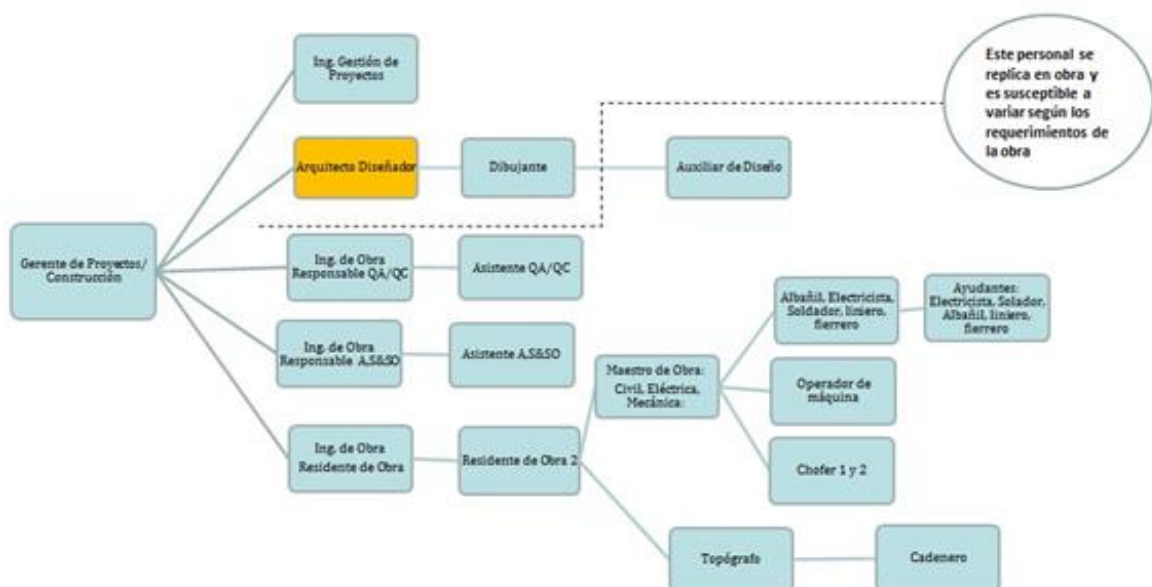 Ing. Gestión de
Proyectos
Este personal se
replica en obra y
es susceptible a
variar según los
requerimientos de
la obra
Arquitecto Diseñador
Dibujante
Auxiliar de Diseño
Gerente de Proyectos/
Construcción
Ing. de Obra
Responsable QA/QC
Asistente QA/QC
Albañil, Electricista,
Soldador, liniero,
fierrero
Ayudantes:
Electricista, Solador,
Albañil, liniero,
fierrero
Ing. de Obra
Responsable A,S&SO
Asistente A,S&SO
Maestro de Obra:
Civil, Eléctrica,
Mecánica:
Operador de
máquina
Ing. de Obra
Residente de Obra
Residente de Obra 2
Chofer 1 y 2
Topógrafo
Cadenero